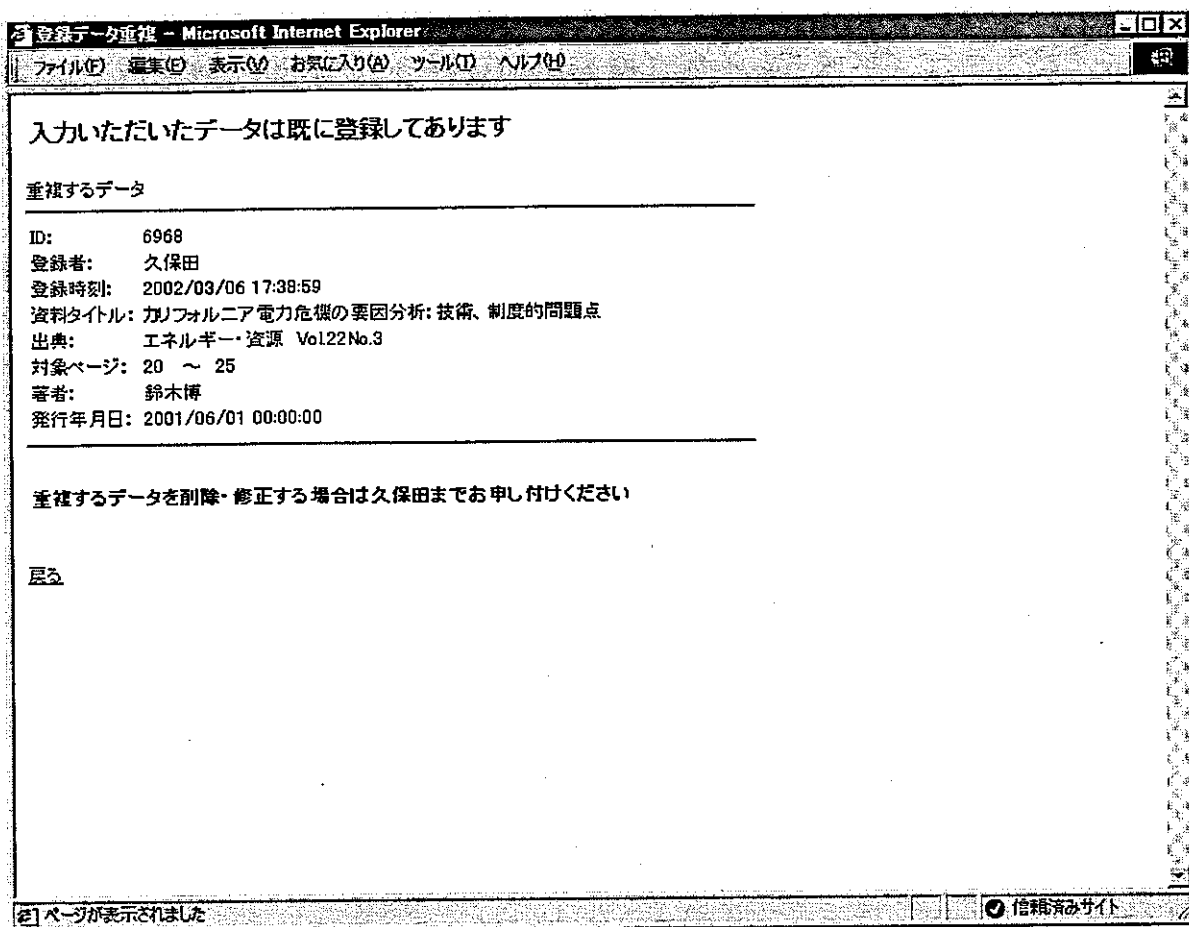 登録データ重複 - Microsoft Internet Explorer
ファイル(F) 編集(E) 表示(V) お気に入り(A) ツール(T) ヘルプ(H)
入力いただいたデータは既に登録してあります
重複するデータ
ID: 6968
登録者: 久保田
登録時刻: 2002/03/06 17:38:59
資料タイトル: カリフォルニア電力危機の要因分析: 技術、制度的問題点
出典: エネルギー・資源 Vol.22No.3
対象ページ: 20 ～ 25
著者: 鈴木博
発行年月日: 2001/06/01 00:00:00
重複するデータを削除・修正する場合は久保田までお申し付けください
戻る
ページが表示されました 信頼済みサイト